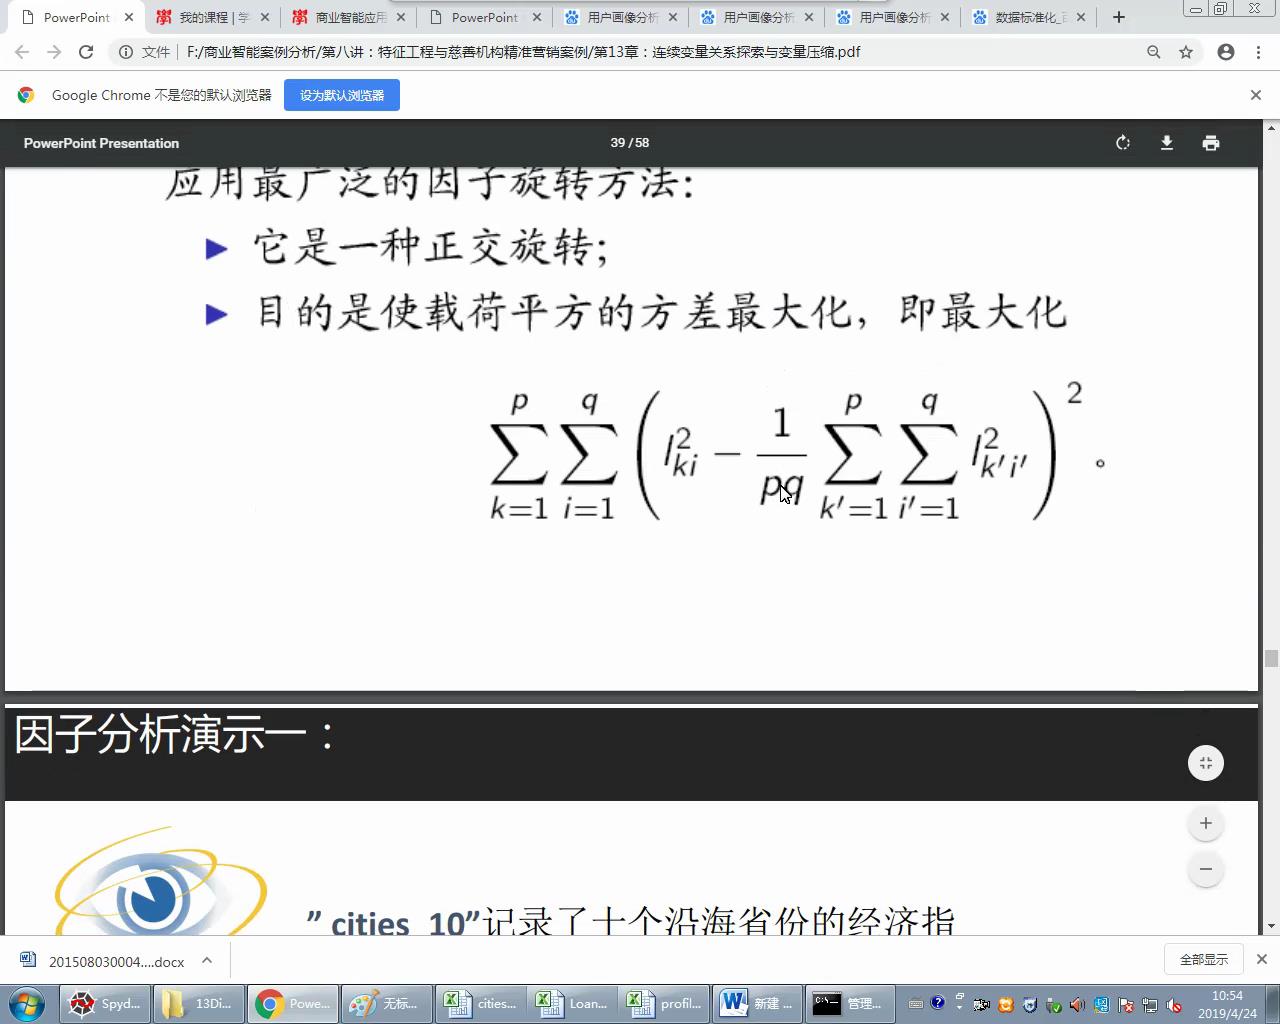 PowerPoint
我的课程 | 学
商业智能应用
PowerPoint
用户画像分析
用户画像分析
用户画像分析
数据标准化_百
文件
F:/商业智能案例分析/第八讲：特征工程与慈善机构精准营销案例/第13章：连续变量关系探索与变量压缩.pdf
Google Chrome 不是您的默认浏览器
设为默认浏览器
PowerPoint Presentation
39 / 58
应用最广泛的因子旋转方法：
▶ 它是一种正交旋转；
▶ 目的是使载荷平方的方差最大化，即最大化
\sum_{k=1}^{p} \sum_{i=1}^{q} \left( l_{ki}^2 - \frac{1}{pq} \sum_{k'=1}^{p} \sum_{i'=1}^{q} l_{k'i'}^2 \right)^2 。
因子分析演示一：
”cities_10”记录了十个沿海省份的经济指
201508030004....docx
全部显示
Spyd...
13Di...
Powe...
无标...
cities...
Loan...
profil...
新建 ...
管理...
10:54
2019/4/24